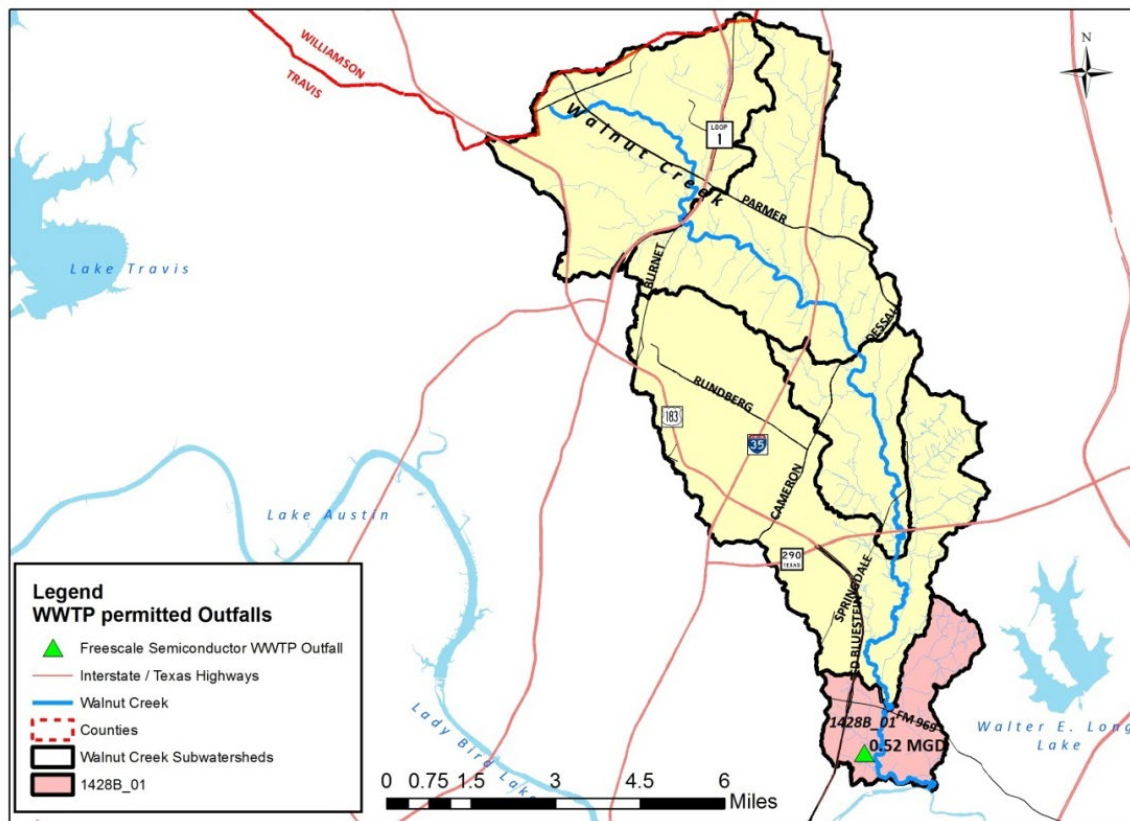 WILLIAMSON
TRAVIS
N
Walnut Creek
LOOP
1
PARMER
BURNET
DESSAU
Lake Travis
RUNDBERG
183
35
CAMERON
Lake Austin
290
TEXAS
SPRINGDALE
ED BLUESTEIN
Lady Bird Lake
1428B_01
FM 969
0.52 MGD
Walter E. Long
Lake
Legend
WWTP permitted Outfalls
Freescale Semiconductor WWTP Outfall
Interstate / Texas Highways
Walnut Creek
Counties
Walnut Creek Subwatersheds
1428B_01
0 0.75 1.5 3 4.5 6
Miles